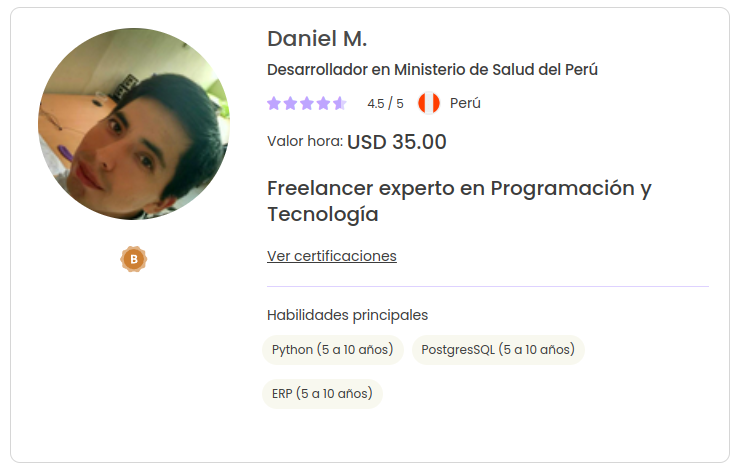 Daniel M.
Desarrollador en Ministerio de Salud del Perú
4.5 / 5 Perú
Valor hora: USD 35.00
Freelancer experto en Programación y
Tecnología
B
Ver certificaciones
Habilidades principales
Python (5 a 10 años) PostgresSQL (5 a 10 años)
ERP (5 a 10 años)